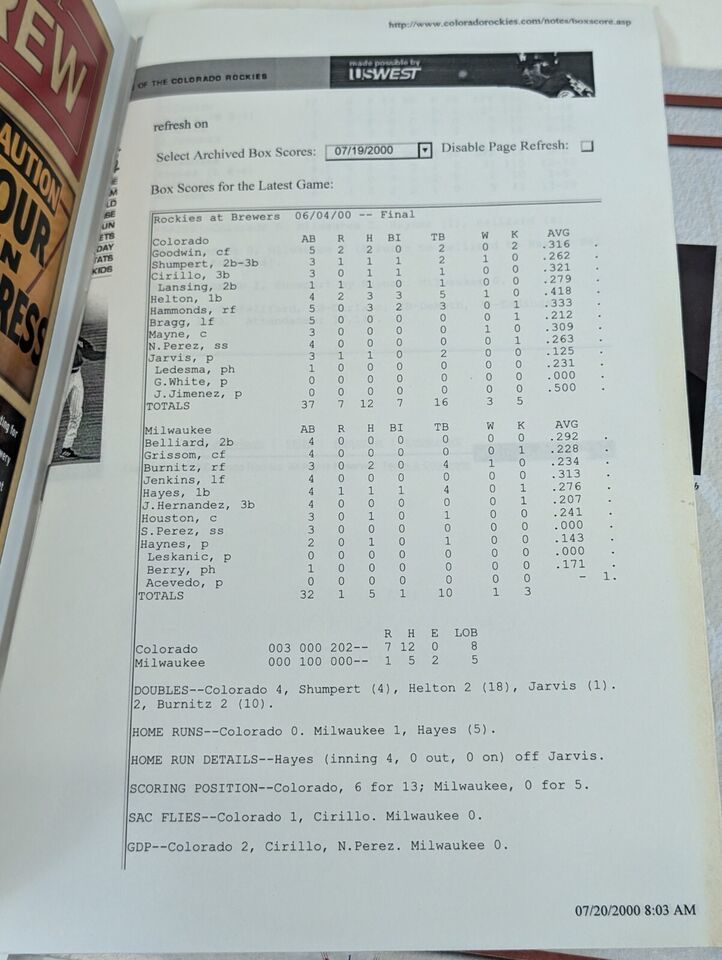 http://www.coloradorockies.com/notes/boxscore.asp
OF THE COLORADO ROCKIES
made possible by
USWEST
refresh on
Select Archived Box Scores: 07/19/2000 Disable Page Refresh:
Box Scores for the Latest Game:
Rockies at Brewers 06/04/00 -- Final
Colorado AB R H BI TB W K AVG
Goodwin, cf 5 2 2 0 2 0 2 .316 .
Shumpert, 2b-3b 3 1 1 1 2 1 0 .262 .
Cirillo, 3b 3 0 1 1 1 0 0 .321 .
Lansing, 2b 1 1 1 0 1 0 0 .279 .
Helton, 1b 4 2 3 3 5 1 0 .418 .
Hammonds, rf 5 0 3 2 3 0 1 .333 .
Bragg, lf 5 0 0 0 0 0 1 .212 .
Mayne, c 3 0 0 0 0 1 0 .309 .
N.Perez, ss 4 0 0 0 0 0 1 .263 .
Jarvis, p 3 1 1 0 2 0 0 .125 .
Ledesma, ph 1 0 0 0 0 0 0 .231 .
G.White, p 0 0 0 0 0 0 0 .000 .
J.Jimenez, p 0 0 0 0 0 0 0 .500 .
TOTALS 37 7 12 7 16 3 5
Milwaukee AB R H BI TB W K AVG
Belliard, 2b 4 0 0 0 0 0 0 .292 .
Grissom, cf 4 0 0 0 0 0 1 .228 .
Burnitz, rf 3 0 2 0 4 1 0 .234 .
Jenkins, lf 4 0 0 0 0 0 0 .313 .
Hayes, 1b 4 1 1 1 4 0 1 .276 .
J.Hernandez, 3b 4 0 0 0 0 0 1 .207 .
Houston, c 3 0 1 0 1 0 0 .241 .
S.Perez, ss 3 0 0 0 0 0 0 .000 .
Haynes, p 2 0 1 0 1 0 0 .143 .
Leskanic, p 0 0 0 0 0 0 0 .000 .
Berry, ph 1 0 0 0 0 0 0 .171 .
Acevedo, p 0 0 0 0 0 0 0 - 1.
TOTALS 32 1 5 1 10 1 3
R H E LOB
Colorado 003 000 202-- 7 12 0 8
Milwaukee 000 100 000-- 1 5 2 5
DOUBLES--Colorado 4, Shumpert (4), Helton 2 (18), Jarvis (1).
2, Burnitz 2 (10).
HOME RUNS--Colorado 0. Milwaukee 1, Hayes (5).
HOME RUN DETAILS--Hayes (inning 4, 0 out, 0 on) off Jarvis.
SCORING POSITION--Colorado, 6 for 13; Milwaukee, 0 for 5.
SAC FLIES--Colorado 1, Cirillo. Milwaukee 0.
GDP--Colorado 2, Cirillo, N.Perez. Milwaukee 0.
07/20/2000 8:03 AM
REW
AUTION
OUR
IN
RESS
DAY
KIDS